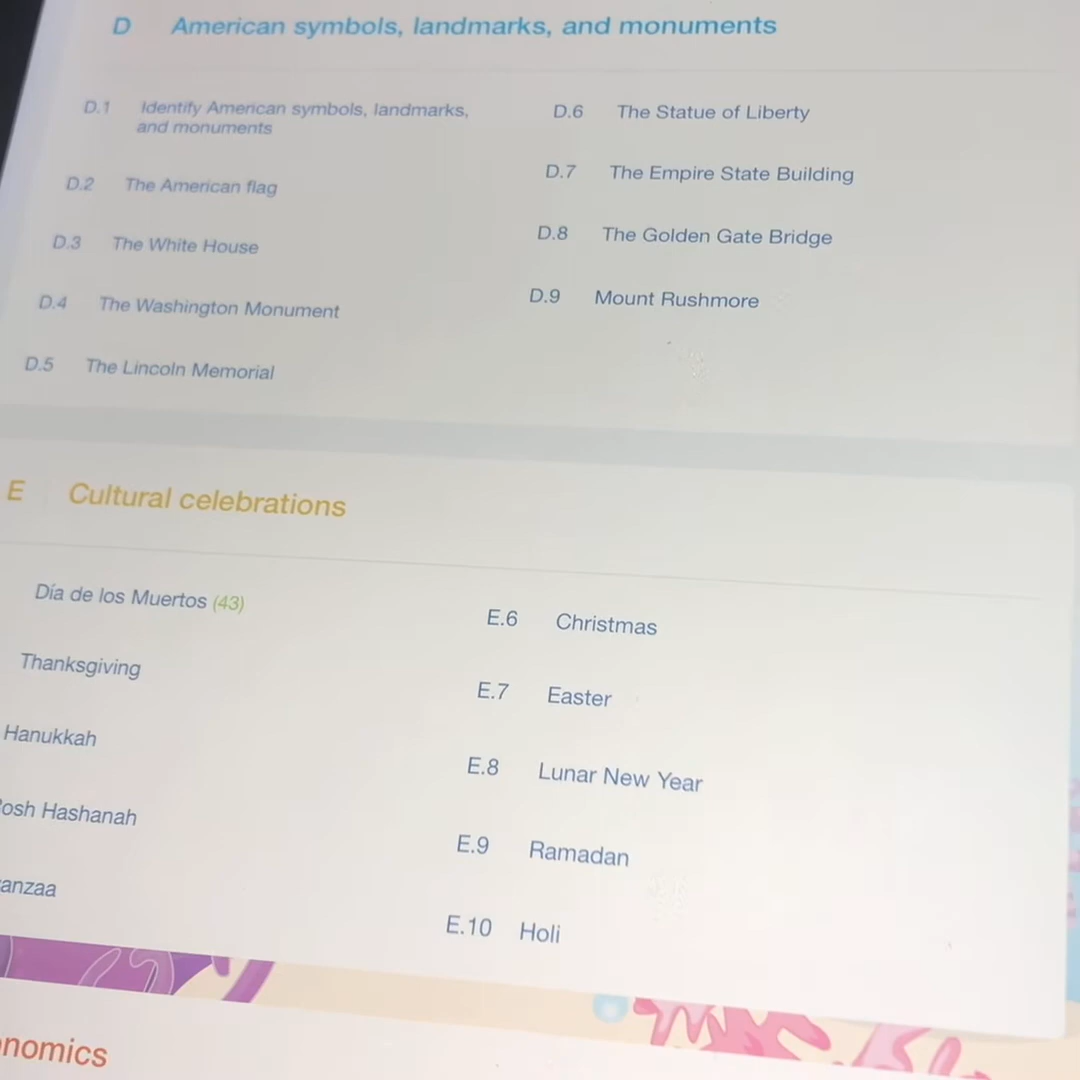 D American symbols, landmarks, and monuments
D.1 Identify American symbols, landmarks,
and monuments
D.2 The American flag
D.3 The White House
D.4 The Washington Monument
D.5 The Lincoln Memorial
D.6 The Statue of Liberty
D.7 The Empire State Building
D.8 The Golden Gate Bridge
D.9 Mount Rushmore
E Cultural celebrations
Día de los Muertos (43)
Thanksgiving
Hanukkah
osh Hashanah
anzaa
E.6 Christmas
E.7 Easter
E.8 Lunar New Year
E.9 Ramadan
E.10 Holi
nomics